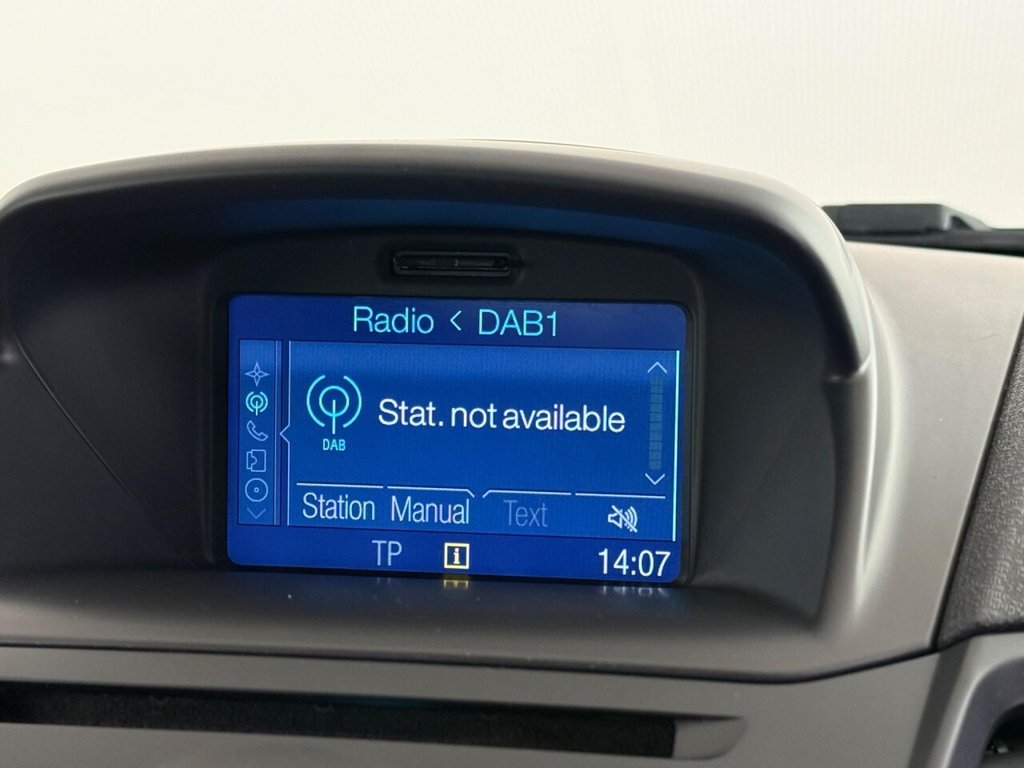 Radio < DAB1
Stat. not available
DAB
Station Manual Text
TP i 14:07